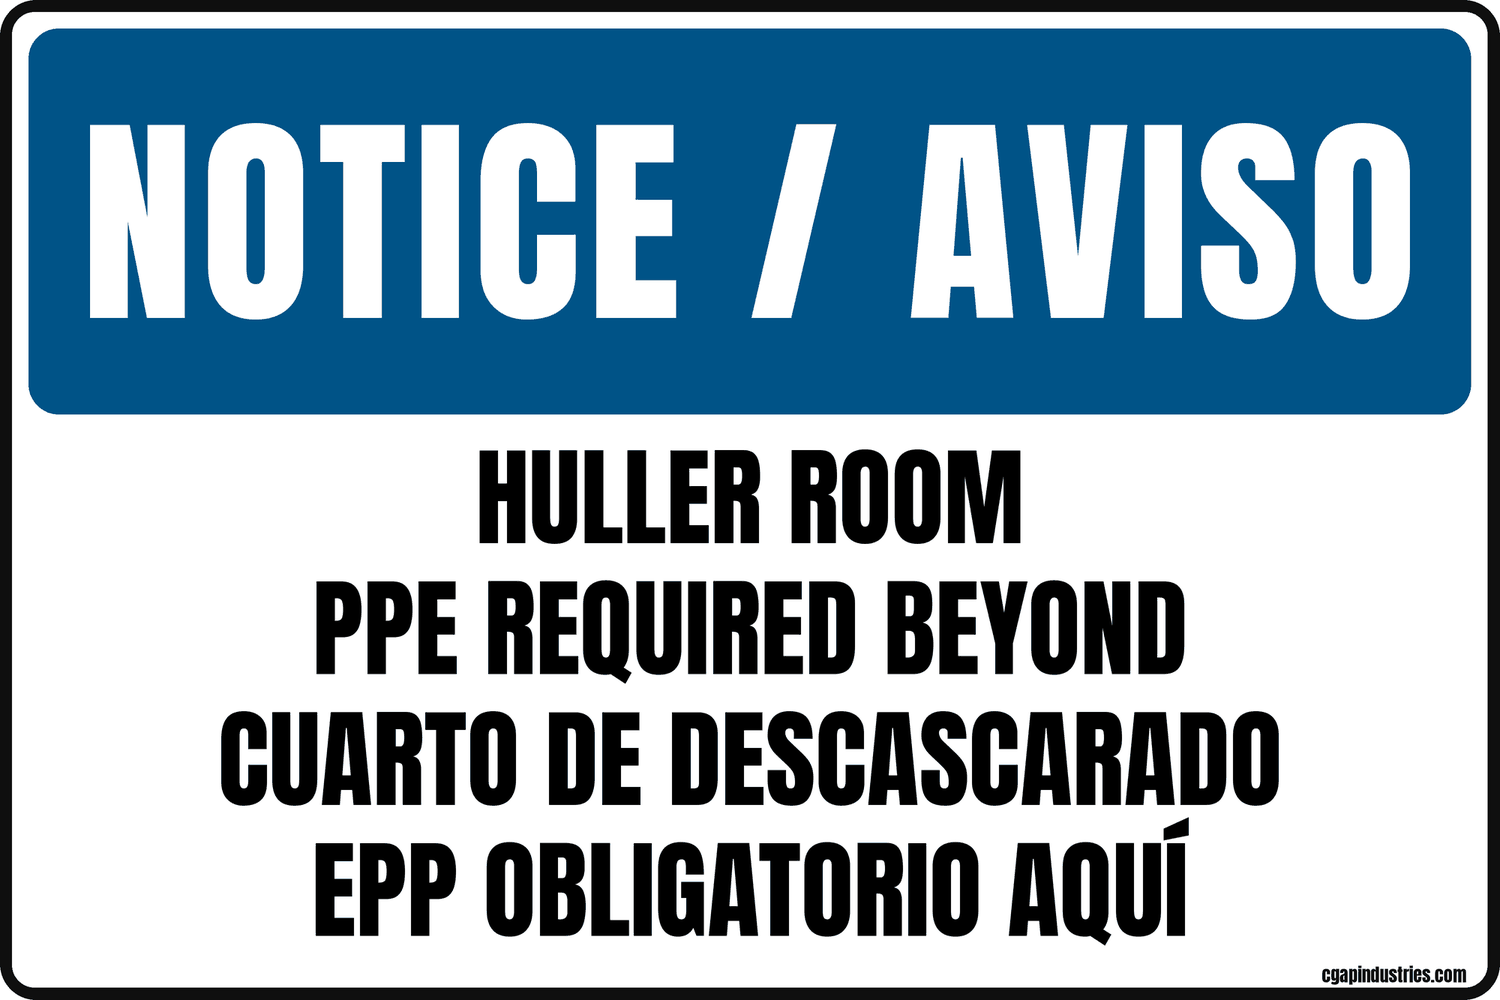 NOTICE / AVISO
HULLER ROOM
PPE REQUIRED BEYOND
CUARTO DE DESCASCARADO
EPP OBLIGATORIO AQUÍ
cgapindustries.com